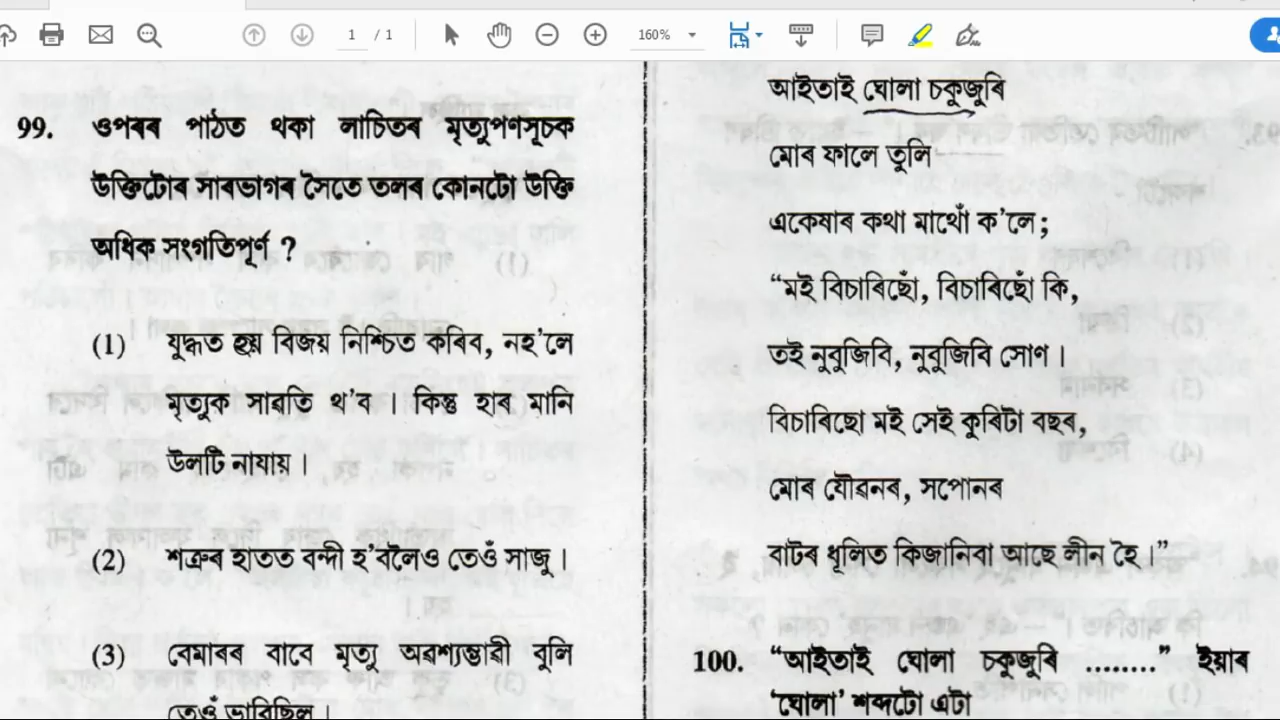 1 / 1
160%
99. ওপৰৰ পাঠত থকা লাচিতৰ মৃত্যুপণসূচক
উক্তিটোৰ সাৰভাগৰ সৈতে তলৰ কোনটো উক্তি
অধিক সংগতিপূৰ্ণ ?
(1) যুদ্ধত হয় বিজয় নিশ্চিত কৰিব, নহ'লে
মৃত্যুক সাৱতি থ'ব । কিন্তু হাৰ মানি
উলটি নাযায় ।
(2) শত্ৰুৰ হাতত বন্দী হ'বলৈও তেওঁ সাজু ।
(3) বেমাৰৰ বাবে মৃত্যু অৱশ্যম্ভাৱী বুলি
তেওঁ ভাবিছিল ।
আইতাই ঘোলা চকুজুৰি
মোৰ ফালে তুলি
একেষাৰ কথা মাথোঁ ক'লে ;
“মই বিচাৰিছোঁ, বিচাৰিছোঁ কি,
তই নুবুজিবি, নুবুজিবি সোণ ।
বিচাৰিছো মই সেই কুৰিটা বছৰ,
মোৰ যৌৱনৰ, সপোনৰ
বাটৰ ধূলিত কিজানিবা আছে লীন হৈ ।”
100. “আইতাই ঘোলা চকুজুৰি ........” ইয়াৰ
‘ঘোলা’ শব্দটো এটা